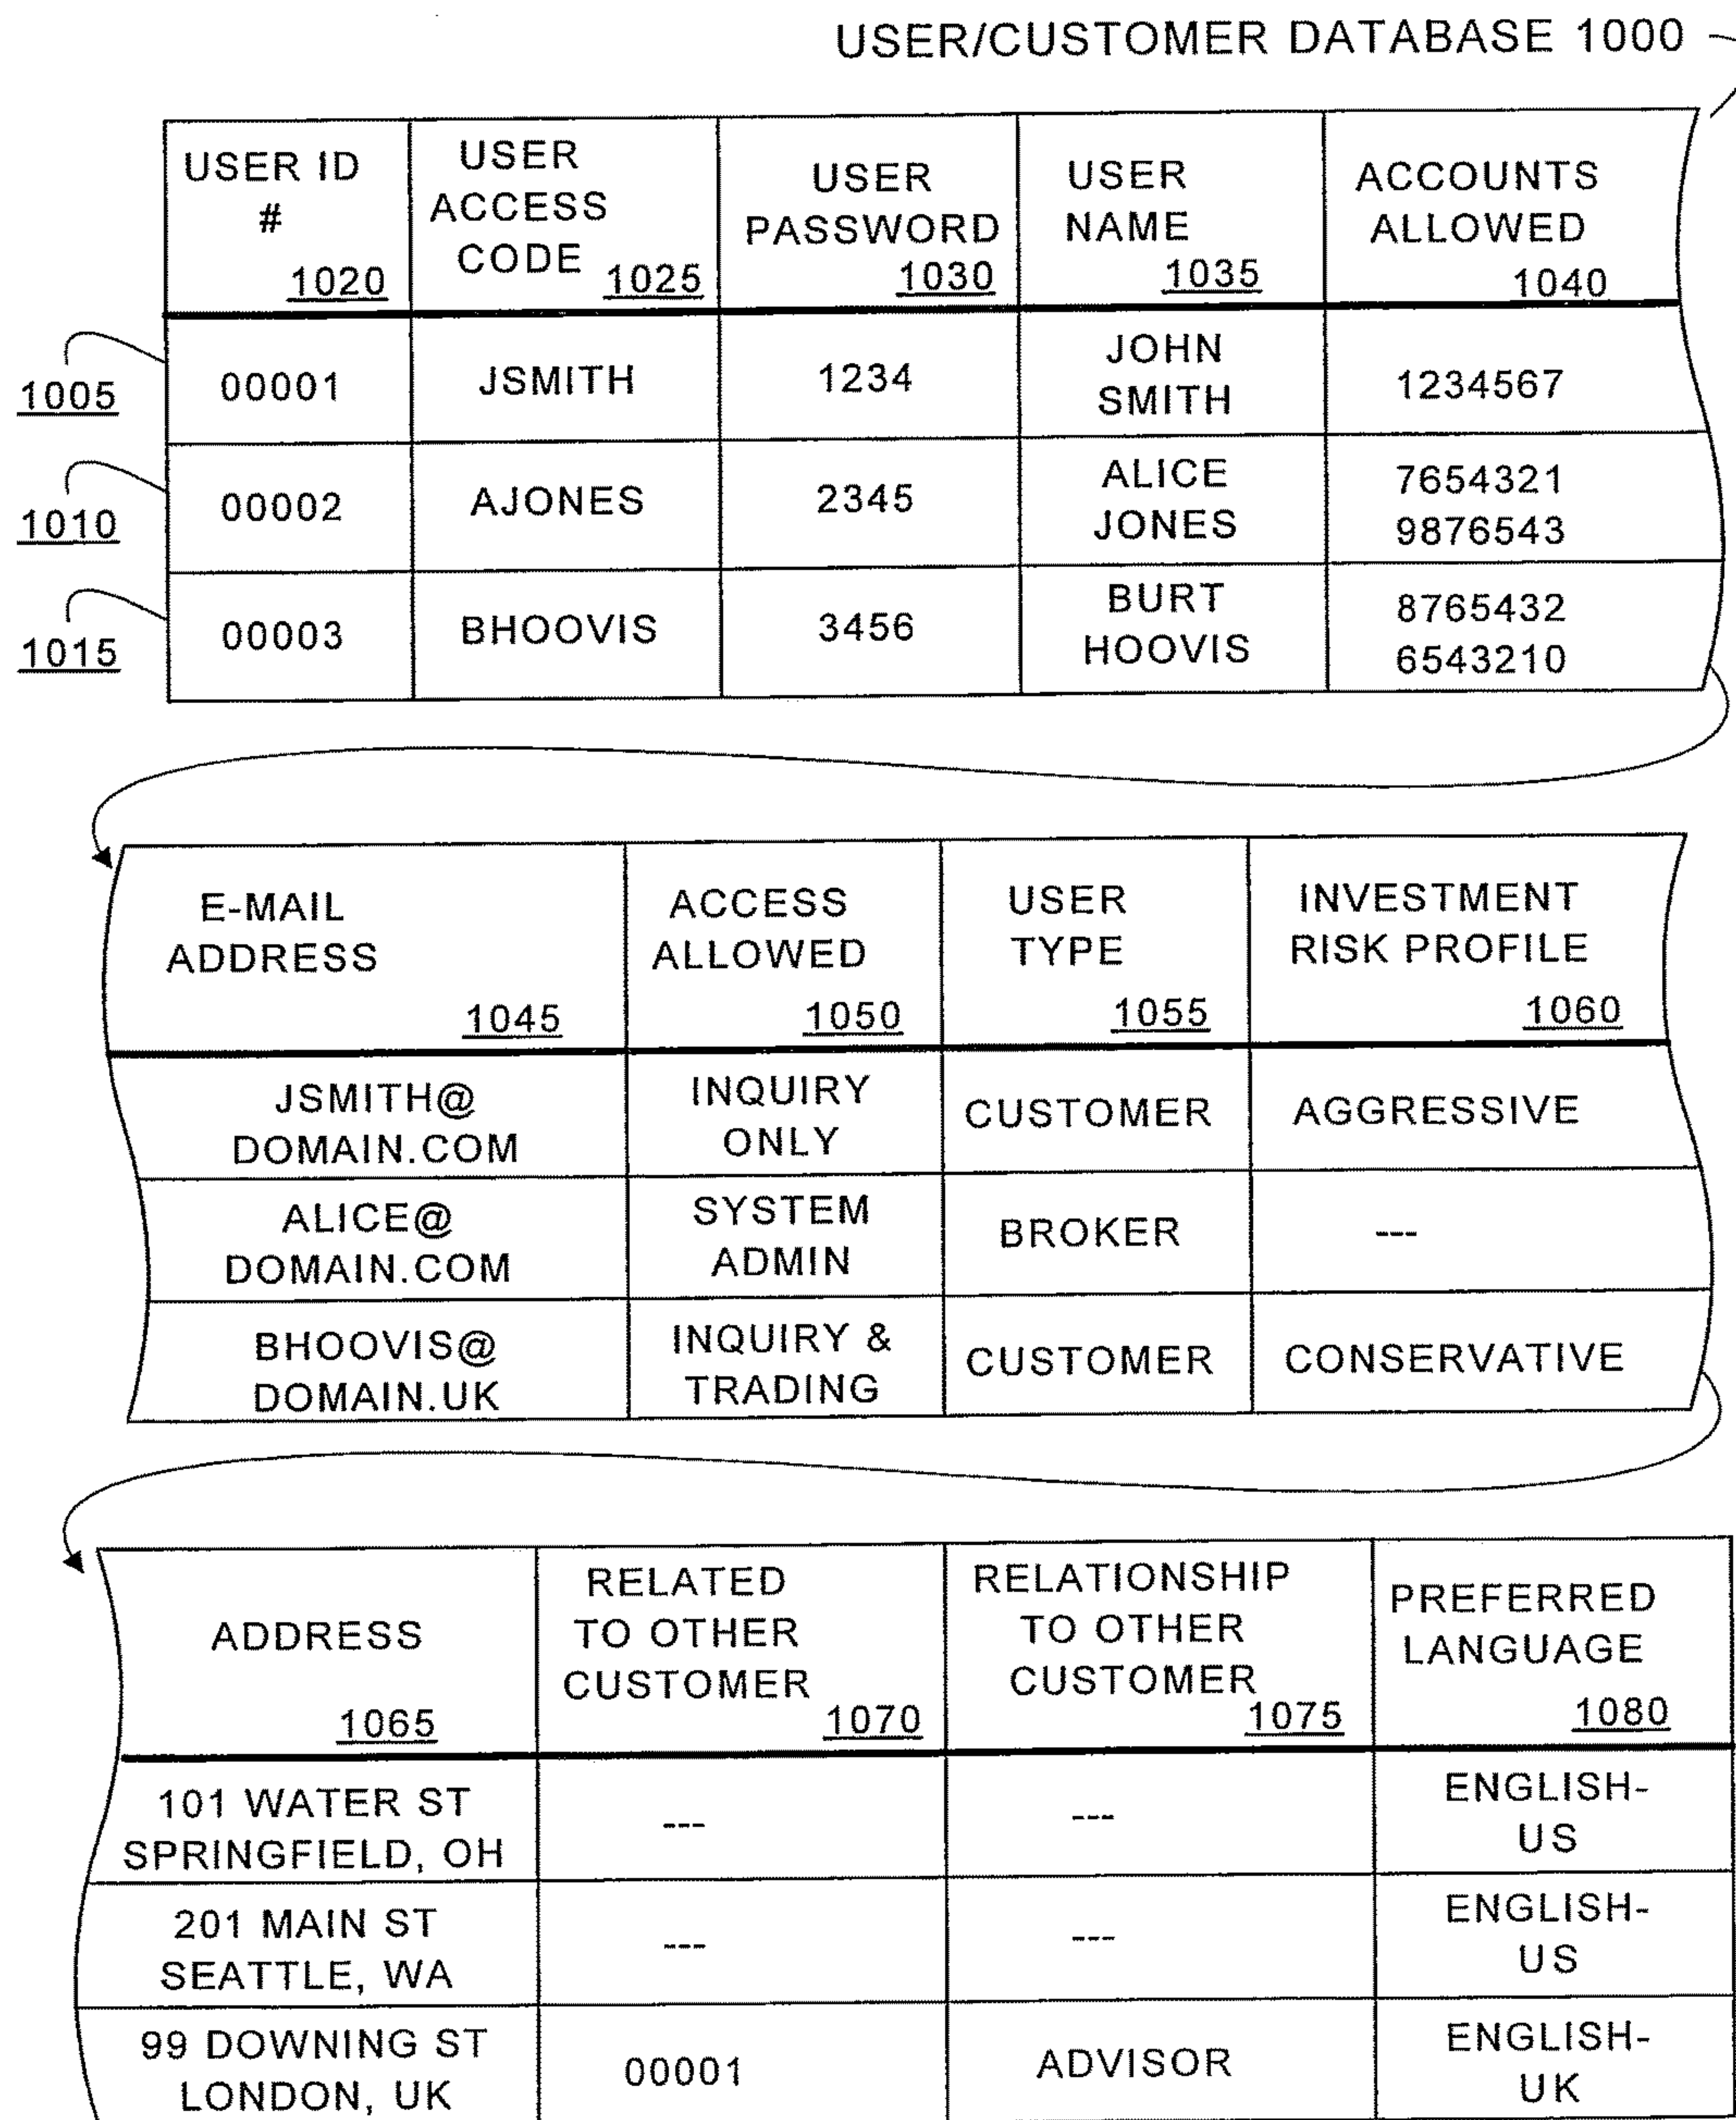 USER/CUSTOMER DATABASE 1000
USER ID
#
1020
USER
ACCESS
CODE 1025
USER
PASSWORD
1030
USER
NAME
1035
ACCOUNTS
ALLOWED
1040
1005
00001
JSMITH
1234
JOHN
SMITH
1234567
1010
00002
AJONES
2345
ALICE
JONES
7654321
9876543
1015
00003
BHOOVIS
3456
BURT
HOOVIS
8765432
6543210
E-MAIL
ADDRESS
1045
ACCESS
ALLOWED
1050
USER
TYPE
1055
INVESTMENT
RISK PROFILE
1060
JSMITH@
DOMAIN.COM
INQUIRY
ONLY
CUSTOMER
AGGRESSIVE
ALICE@
DOMAIN.COM
SYSTEM
ADMIN
BROKER
---
BHOOVIS@
DOMAIN.UK
INQUIRY &
TRADING
CUSTOMER
CONSERVATIVE
ADDRESS
1065
RELATED
TO OTHER
CUSTOMER
1070
RELATIONSHIP
TO OTHER
CUSTOMER
1075
PREFERRED
LANGUAGE
1080
101 WATER ST
SPRINGFIELD, OH
---
---
ENGLISH-
US
201 MAIN ST
SEATTLE, WA
---
---
ENGLISH-
US
99 DOWNING ST
LONDON, UK
00001
ADVISOR
ENGLISH-
UK